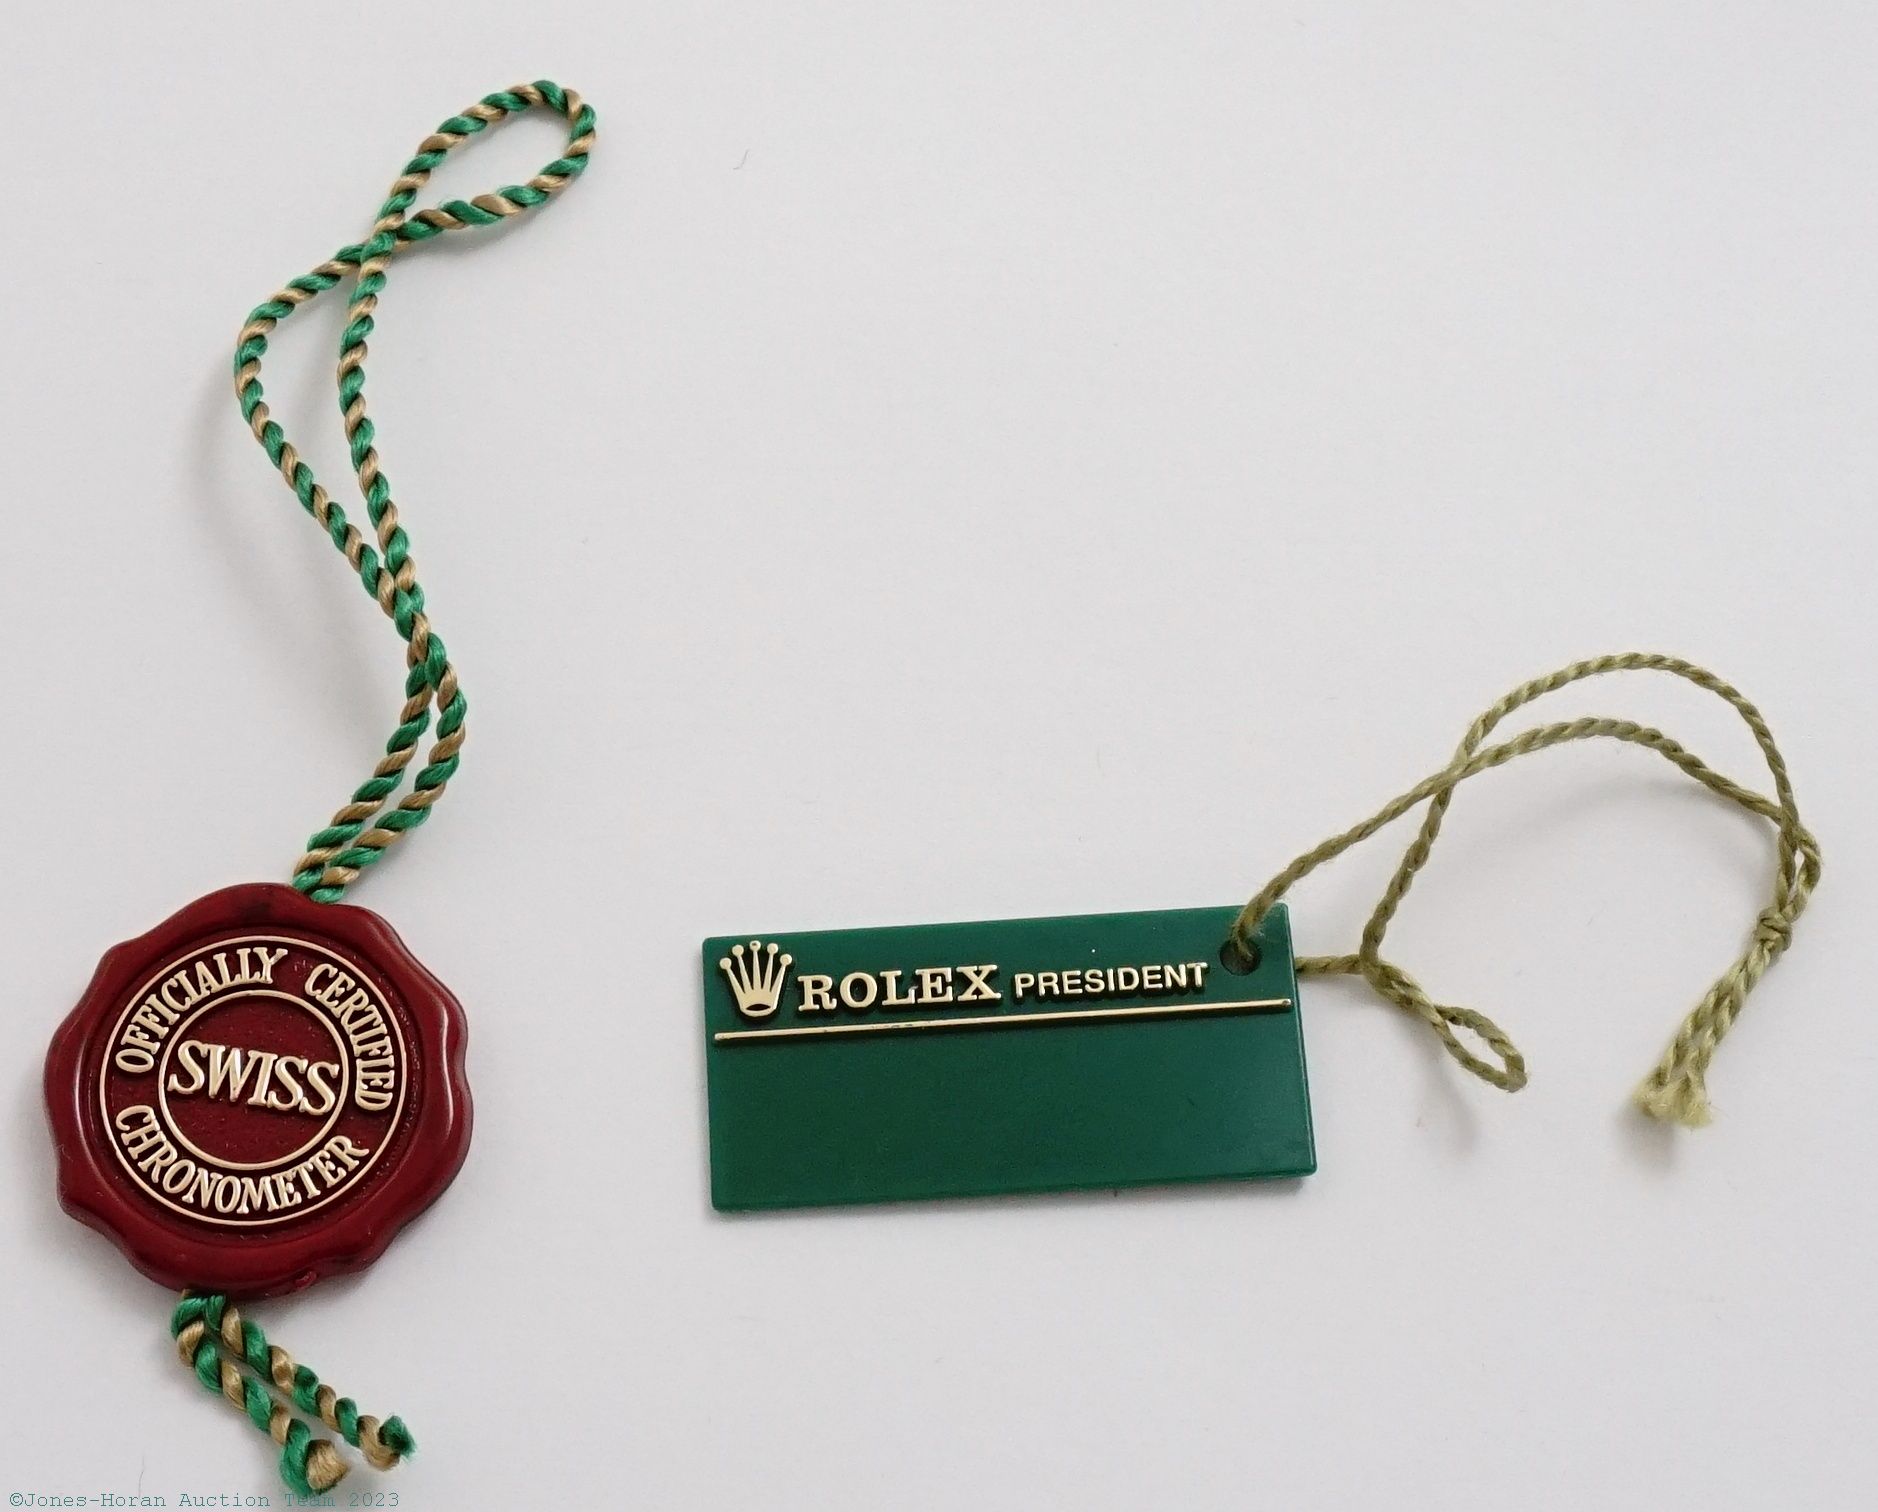 OFFICIALLY CERTIFIED
SWISS
CHRONOMETER
ROLEX PRESIDENT
©Jones-Horan Auction Team 2023